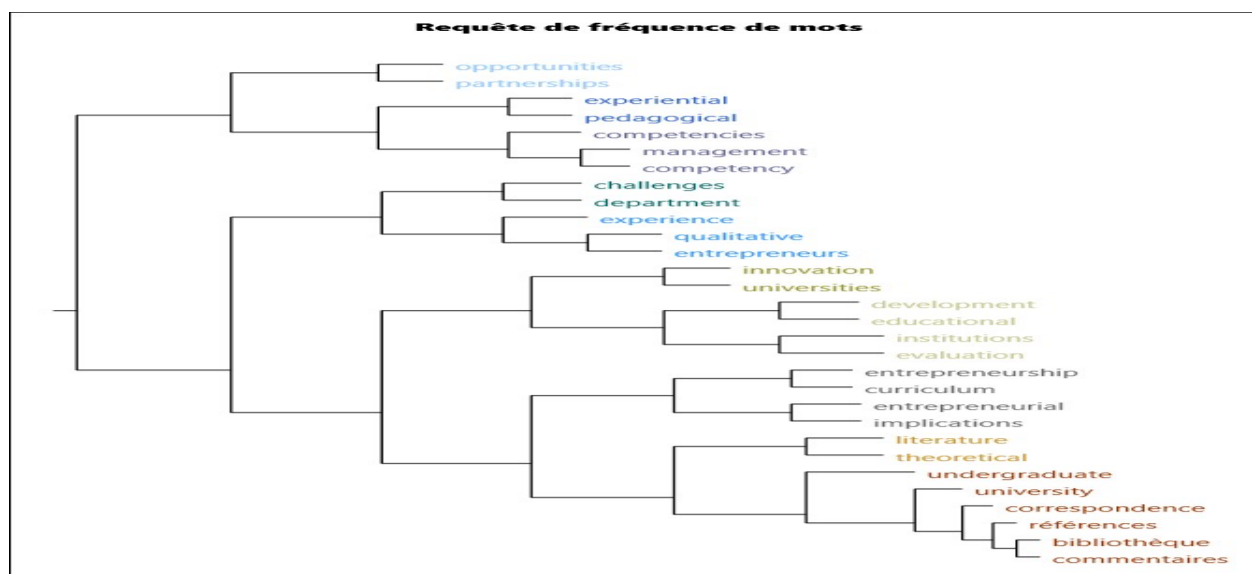 Requête de fréquence de mots
opportunities
partnerships
experiential
pedagogical
competencies
management
competency
challenges
department
experience
qualitative
entrepreneurs
innovation
universities
development
educational
institutions
evaluation
entrepreneurship
curriculum
entrepreneurial
implications
literature
theoretical
undergraduate
university
correspondence
références
bibliothèque
commentaires